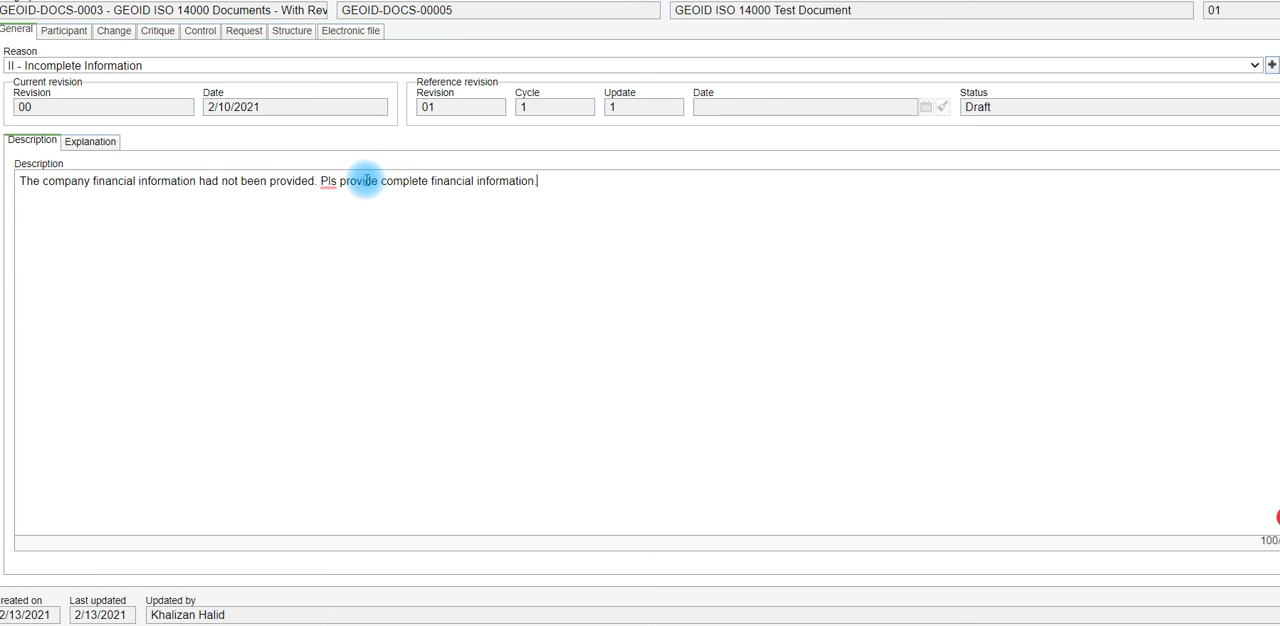 GEOID-DOCS-0003 - GEOID ISO 14000 Documents - With Rev GEOID-DOCS-00005 GEOID ISO 14000 Test Document 01
General Participant Change Critique Control Request Structure Electronic file
Reason
II - Incomplete Information
Current revision Reference revision
Revision Date Revision Cycle Update Date Status
00 2/10/2021 01 1 1 Draft
Description Explanation
Description
The company financial information had not been provided. Pls provide complete financial information.
100/
reated on Last updated Updated by
2/13/2021 2/13/2021 Khalizan Halid